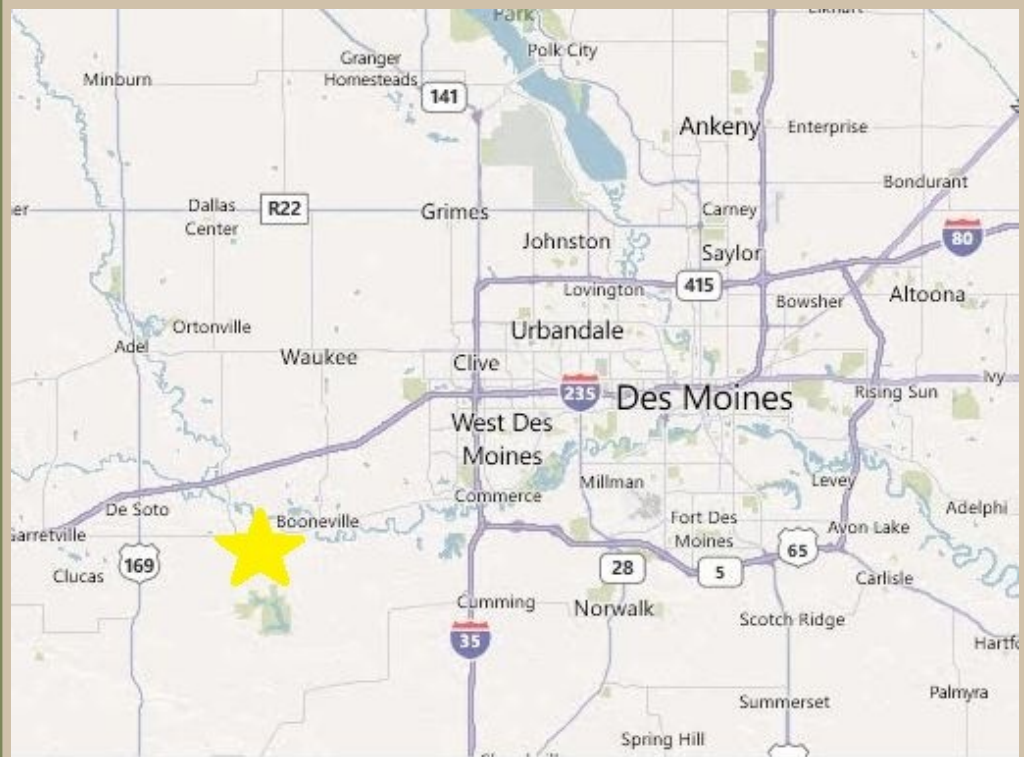 Park
Elkhart
Polk City
Granger
Homesteads
Minburn
141
Ankeny
Enterprise
Bondurant
Dallas
Center
R22
Grimes
Carney
Johnston
Saylor
80
Lovington
415
Bowsher
Altoona
Ortonville
Urbandale
Adel
Waukee
Clive
Ivy
235
Des Moines
Rising Sun
West Des
Moines
Millman
Levey
Commerce
De Soto
Booneville
Fort Des
Moines
Adelphi
Avon Lake
65
169
Clucas
28
5
Carlisle
Cumming
Norwalk
Scotch Ridge
35
Summerset
Palmyra
Spring Hill